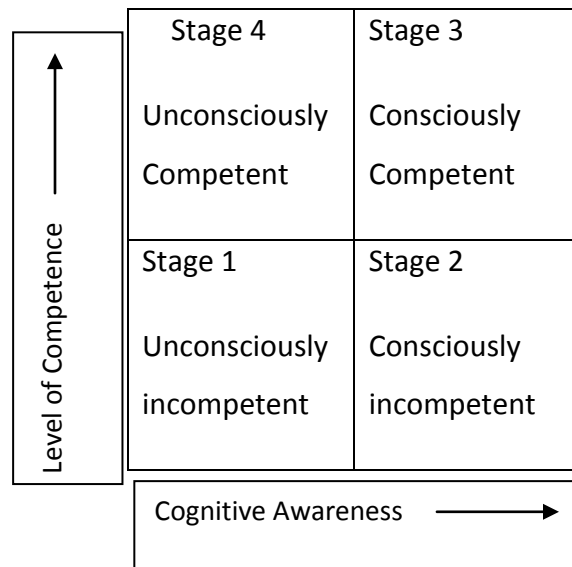 Stage 4
Unconsciously
Competent
Stage 3
Consciously
Competent
Stage 1
Unconsciously
incompetent
Stage 2
Consciously
incompetent
Level of Competence
Cognitive Awareness